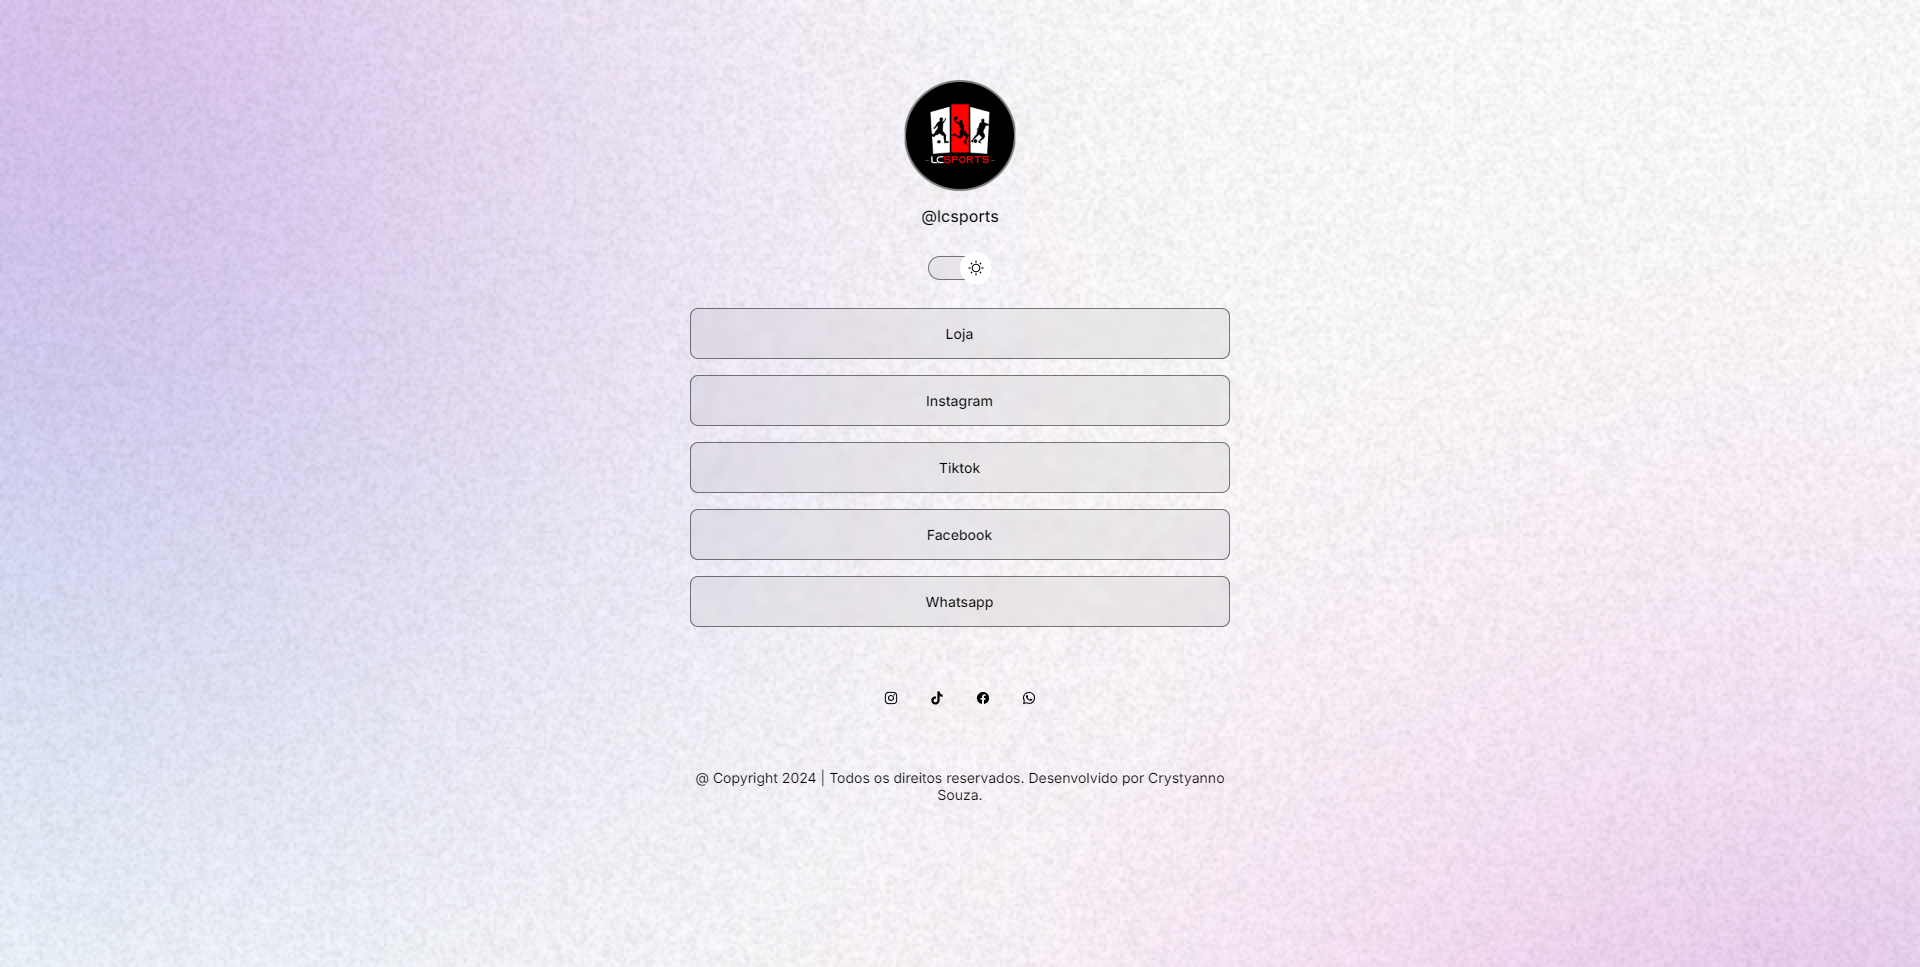 LCSPORTS
@lcsports
Loja
Instagram
Tiktok
Facebook
Whatsapp
@ Copyright 2024 | Todos os direitos reservados. Desenvolvido por Crystyanno
Souza.